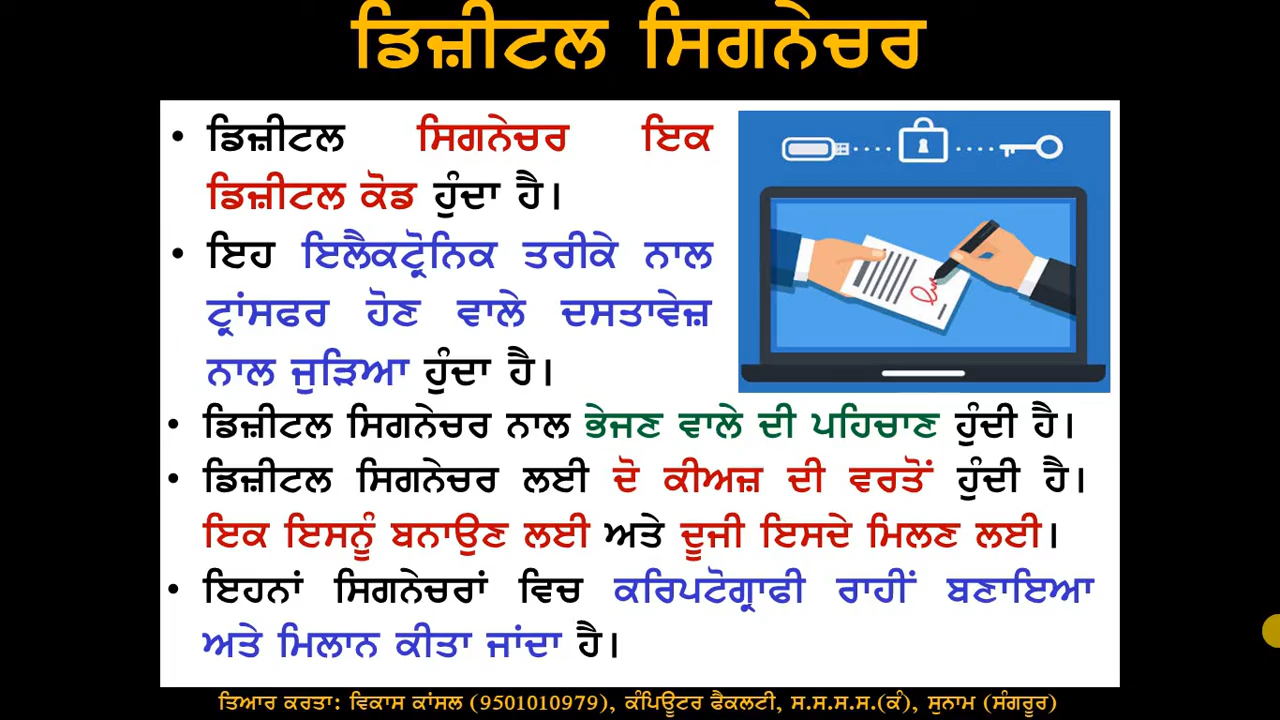 ਡਿਜ਼ੀਟਲ ਸਿਗਨੇਚਰ
• ਡਿਜ਼ੀਟਲ ਸਿਗਨੇਚਰ ਇਕ
ਡਿਜ਼ੀਟਲ ਕੋਡ ਹੁੰਦਾ ਹੈ।
• ਇਹ ਇਲੈਕਟ੍ਰੋਨਿਕ ਤਰੀਕੇ ਨਾਲ
ਟ੍ਰਾਂਸਫਰ ਹੋਣ ਵਾਲੇ ਦਸਤਾਵੇਜ਼
ਨਾਲ ਜੁੜਿਆ ਹੁੰਦਾ ਹੈ।
• ਡਿਜ਼ੀਟਲ ਸਿਗਨੇਚਰ ਨਾਲ ਭੇਜਣ ਵਾਲੇ ਦੀ ਪਹਿਚਾਣ ਹੁੰਦੀ ਹੈ।
• ਡਿਜ਼ੀਟਲ ਸਿਗਨੇਚਰ ਲਈ ਦੋ ਕੀਅਜ਼ ਦੀ ਵਰਤੋਂ ਹੁੰਦੀ ਹੈ।
ਇਕ ਇਸਨੂੰ ਬਨਾਉਣ ਲਈ ਅਤੇ ਦੂਜੀ ਇਸਦੇ ਮਿਲਣ ਲਈ।
• ਇਹਨਾਂ ਸਿਗਨੇਚਰਾਂ ਵਿਚ ਕਰਿਪਟੋਗ੍ਰਾਫੀ ਰਾਹੀਂ ਬਣਾਇਆ
ਅਤੇ ਮਿਲਾਨ ਕੀਤਾ ਜਾਂਦਾ ਹੈ।
ਤਿਆਰ ਕਰਤਾ: ਵਿਕਾਸ ਕਾਂਸਲ (9501010979), ਕੰਪਿਊਟਰ ਫੈਕਲਟੀ, ਸ.ਸ.ਸ.ਸ.(ਕੰ), ਸੁਨਾਮ (ਸੰਗਰੂਰ)